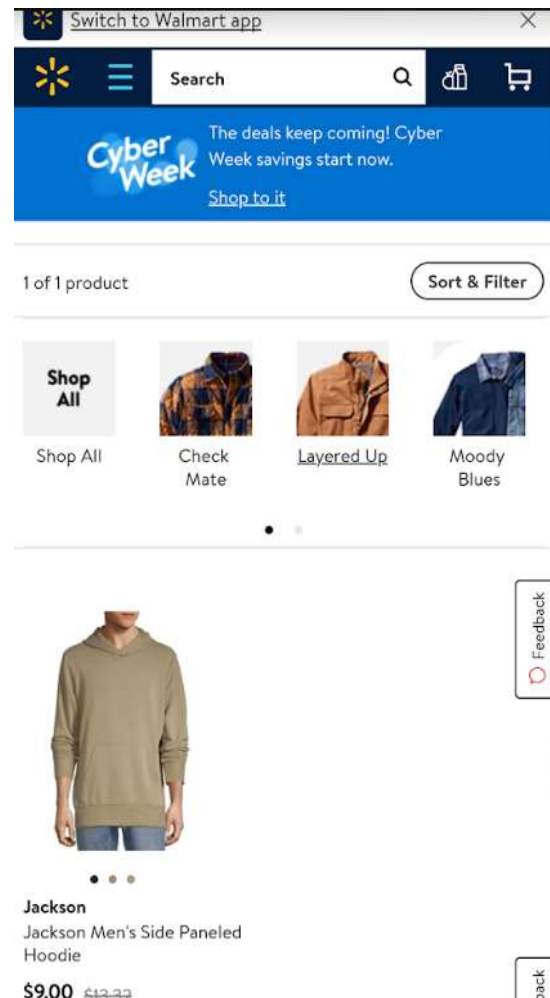 Switch to Walmart app
Search
Cyber
Week
The deals keep coming! Cyber
Week savings start now.
Shop to it
1 of 1 product
Sort & Filter
Shop
All
Shop All
Check
Mate
Layered Up
Moody
Blues
Feedback
Jackson
Jackson Men's Side Paneled
Hoodie
$9.00 $13.32